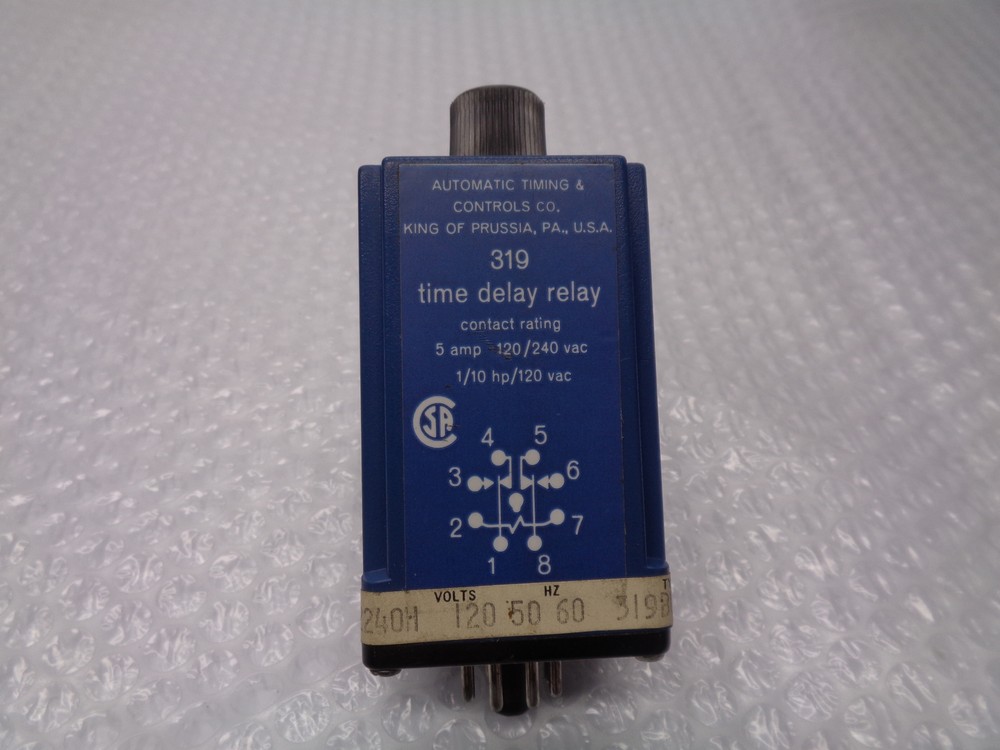 AUTOMATIC TIMING &
CONTROLS CO.
KING OF PRUSSIA, PA., U.S.A.
319
time delay relay
contact rating
5 amp 120/240 vac
1/10 hp/120 vac
SA
4 5
3 6
2 7
1 8
VOLTS HZ
240H 120 50 60 319B